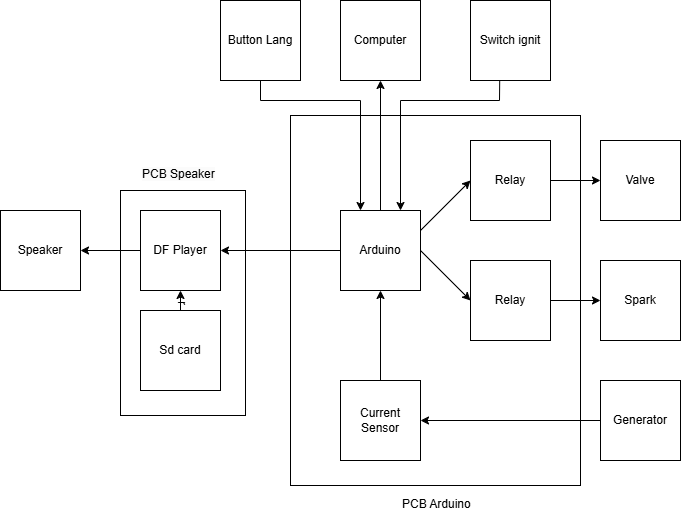 Button Lang
Computer
Switch ignit
PCB Speaker
Relay
Valve
Speaker
DF Player
Arduino
Sd card
Relay
Spark
Current
Sensor
Generator
PCB Arduino